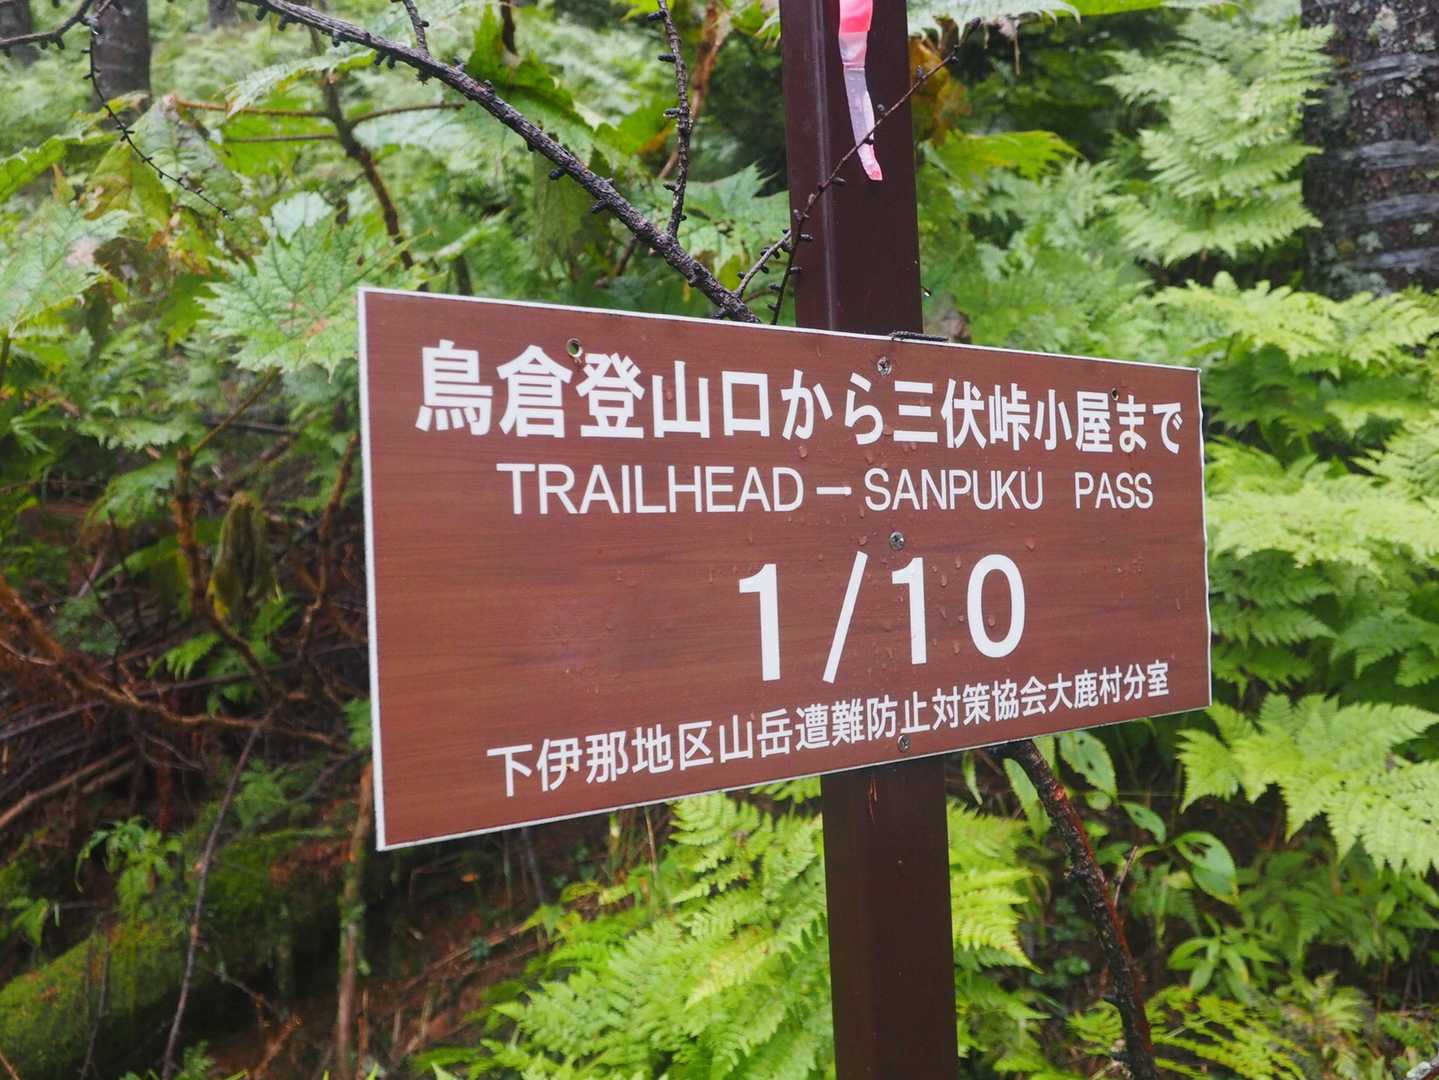 鳥倉登山口から三伏峠小屋まで
TRAILHEAD － SANPUKU PASS
1/10
下伊那地区山岳遭難防止対策協会大鹿村分室